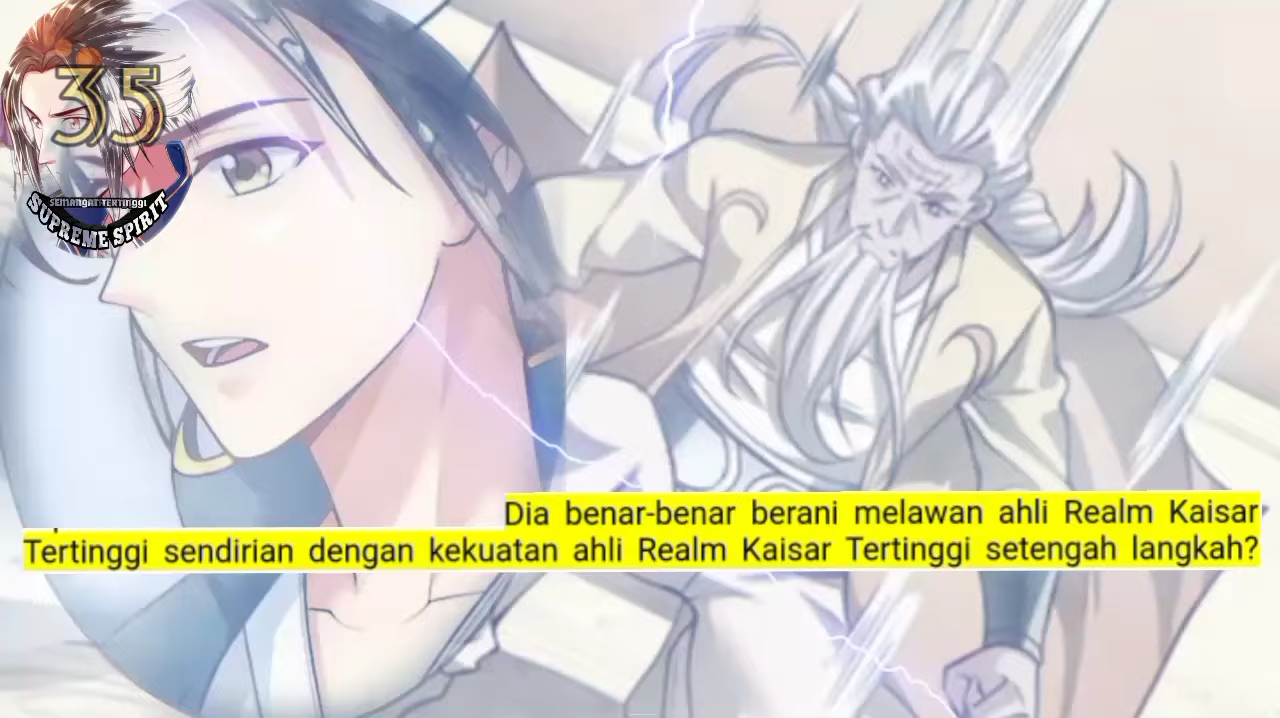 35
SEMANGAT TERTINGGI
SUPREME SPIRIT
Dia benar-benar berani melawan ahli Realm Kaisar
Tertinggi sendirian dengan kekuatan ahli Realm Kaisar Tertinggi setengah langkah?